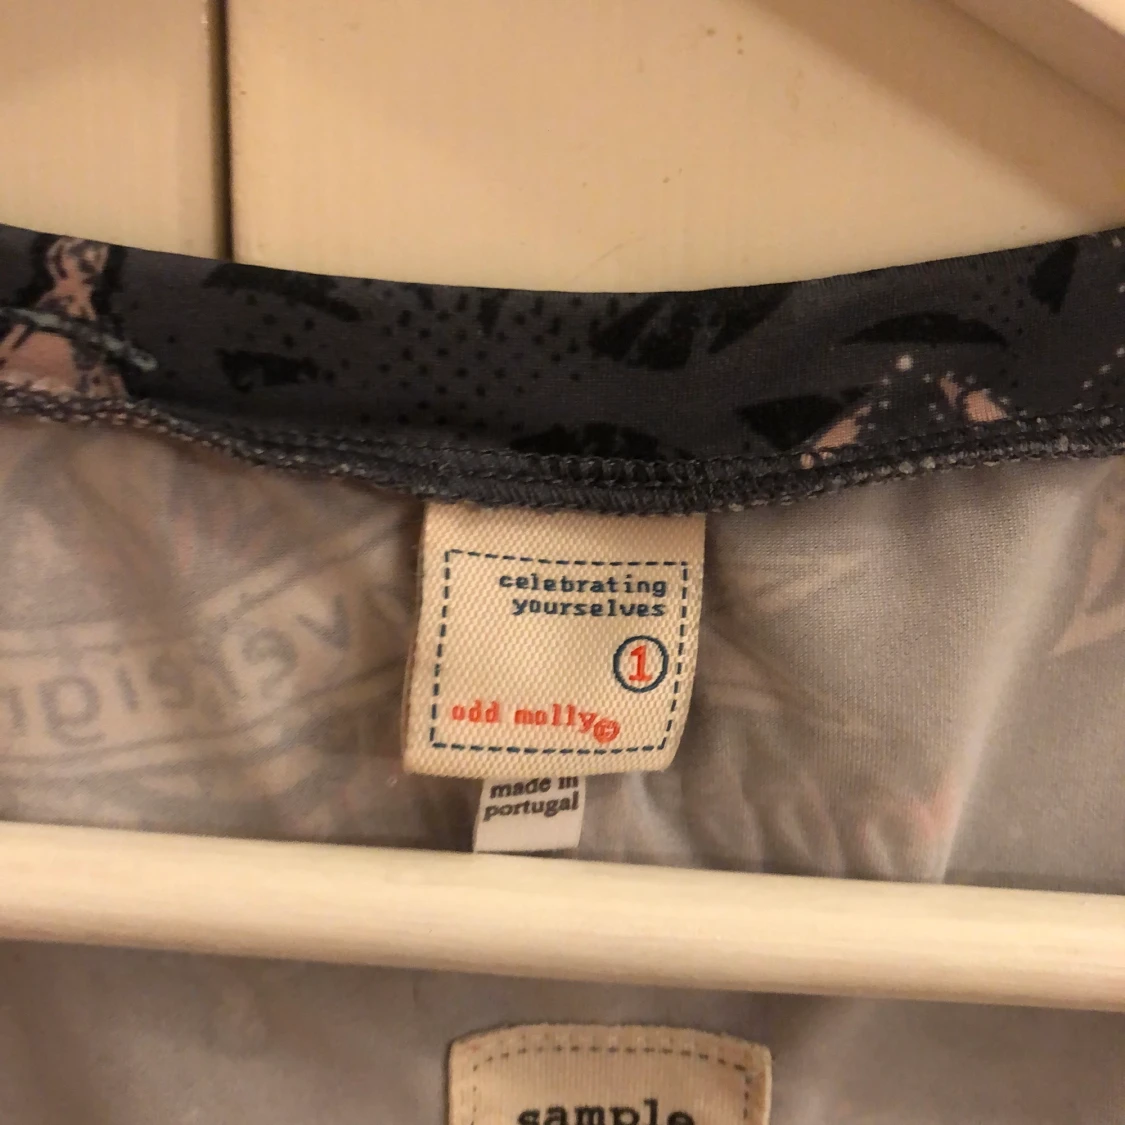 celebrating
yourselves
1
odd molly©
made in
portugal
sample